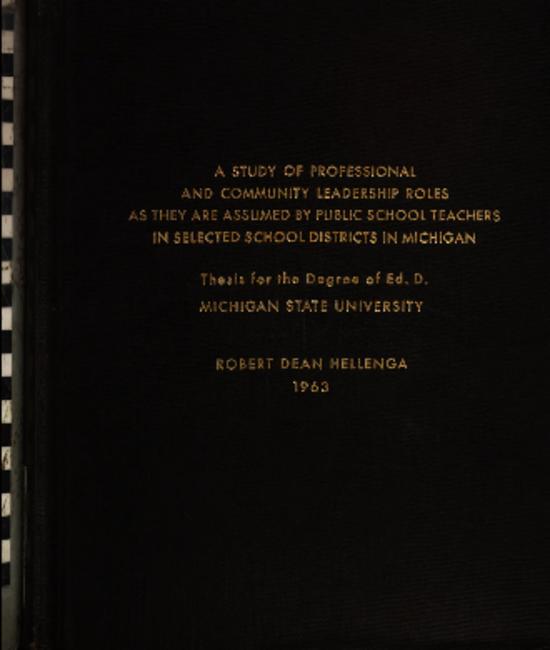 A STUDY OF PROFESSIONAL
AND COMMUNITY LEADERSHIP ROLES
AS THEY ARE ASSUMED BY PUBLIC SCHOOL TEACHERS
IN SELECTED SCHOOL DISTRICTS IN MICHIGAN
Thesis for the Degree of Ed. D.
MICHIGAN STATE UNIVERSITY
ROBERT DEAN HELLENGA
1963